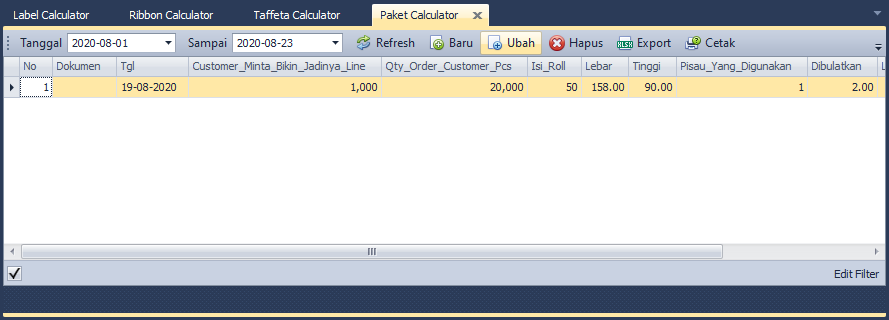 Label Calculator Ribbon Calculator Taffeta Calculator Paket Calculator
Tanggal 2020-08-01 Sampai 2020-08-23 Refresh Baru Ubah Hapus XLSX Export Cetak
No Dokumen Tgl Customer_Minta_Bikin_Jadinya_Line Qty_Order_Customer_Pcs Isi_Roll Lebar Tinggi Pisau_Yang_Digunakan Dibulatkan L
1 19-08-2020 1,000 20,000 50 158.00 90.00 1 2.00
Edit Filter